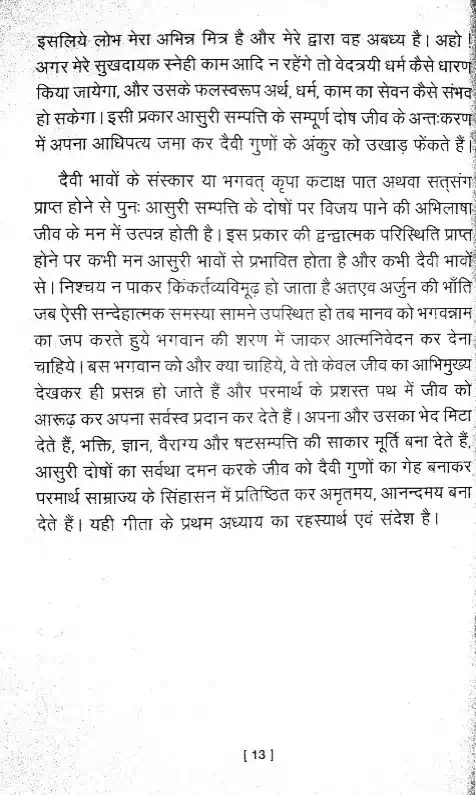 इसलिये लोभ मेरा अभिन्न मित्र है और मेरे द्वारा वह अबध्य है। अहो !
अगर मेरे सुखदायक स्नेही काम आदि न रहेंगे तो वेदत्रयी धर्म कैसे धारण
किया जायेगा, और उसके फलस्वरूप अर्थ, धर्म, काम का सेवन कैसे संभव
हो सकेगा। इसी प्रकार आसुरी सम्पत्ति के सम्पूर्ण दोष जीव के अन्तःकरण
में अपना आधिपत्य जमा कर दैवी गुणों के अंकुर को उखाड़ फेंकते हैं।
दैवी भावों के संस्कार या भगवत् कृपा कटाक्ष पात अथवा सत्संग
प्राप्त होने से पुनः आसुरी सम्पत्ति के दोषों पर विजय पाने की अभिलाषा
जीव के मन में उत्पन्न होती है। इस प्रकार की द्वन्द्वात्मक परिस्थिति प्राप्त
होने पर कभी मन आसुरी भावों से प्रभावित होता है और कभी दैवी भावों
से। निश्चय न पाकर किंकर्तव्यविमूढ़ हो जाता है अतएव अर्जुन की भाँति
जब ऐसी सन्देहात्मक समस्या सामने उपस्थित हो तब मानव को भगवन्नाम
का जप करते हुये भगवान की शरण में जाकर आत्मनिवेदन कर देना
चाहिये। बस भगवान को और क्या चाहिये, वे तो केवल जीव का आभिमुख्य
देखकर ही प्रसन्न हो जाते हैं और परमार्थ के प्रशस्त पथ में जीव को
आरूढ़ कर अपना सर्वस्व प्रदान कर देते हैं। अपना और उसका भेद मिटा
देते हैं, भक्ति, ज्ञान, वैराग्य और षटसम्पत्ति की साकार मूर्ति बना देते हैं,
आसुरी दोषों का सर्वथा दमन करके जीव को दैवी गुणों का गेह बनाकर
परमार्थ साम्राज्य के सिंहासन में प्रतिष्ठित कर अमृतमय, आनन्दमय बना
देते हैं। यही गीता के प्रथम अध्याय का रहस्यार्थ एवं संदेश है।
[ 13 ]